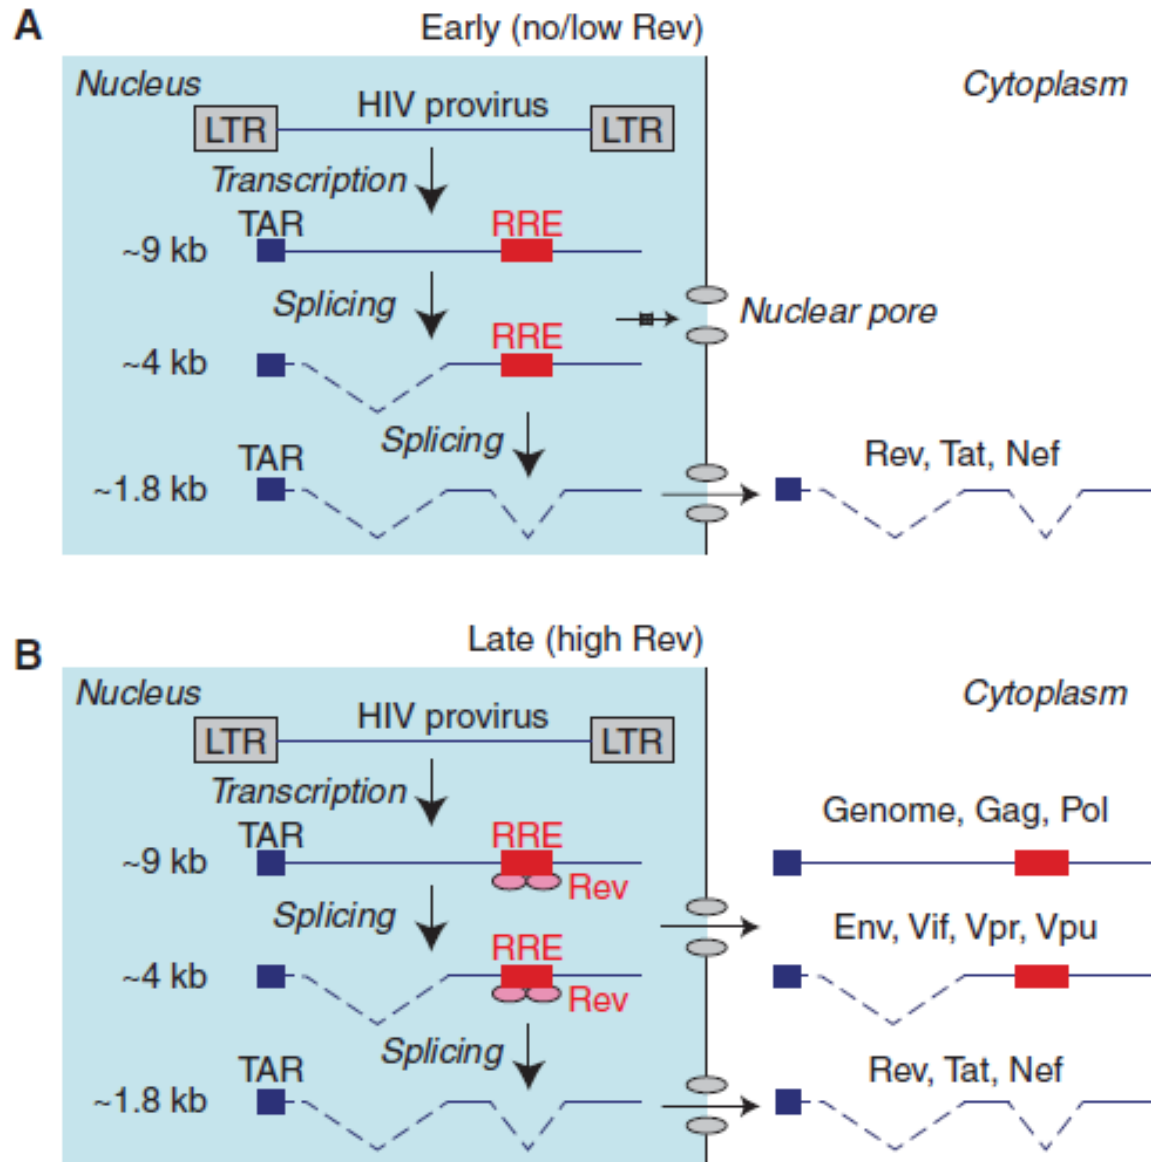 A
Early (no/low Rev)
Nucleus
Cytoplasm
HIV provirus
LTR
LTR
Transcription
TAR
RRE
~9 kb
Splicing
Nuclear pore
RRE
~4 kb
Splicing
TAR
Rev, Tat, Nef
~1.8 kb
B
Late (high Rev)
Nucleus
Cytoplasm
HIV provirus
LTR
LTR
Transcription
Genome, Gag, Pol
TAR
RRE
~9 kb
Rev
Splicing
Env, Vif, Vpr, Vpu
RRE
~4 kb
Rev
Splicing
TAR
Rev, Tat, Nef
~1.8 kb